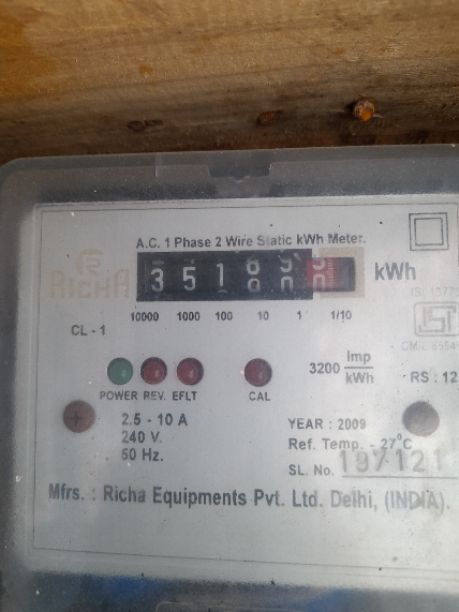 A.C. 1 Phase 2 Wire Static kWh Meter.
RICHA
3 5 1
kWh
10000 1000 100 10 1 1/10
CL - 1
3200 Imp/kWh
RS : 12
POWER REV. EFLT CAL
2.5 - 10 A
240 V.
50 Hz.
YEAR : 2009
Ref. Temp. - 27°C
SL. No. 197121
Mfrs. : Richa Equipments Pvt. Ltd. Delhi, (INDIA).